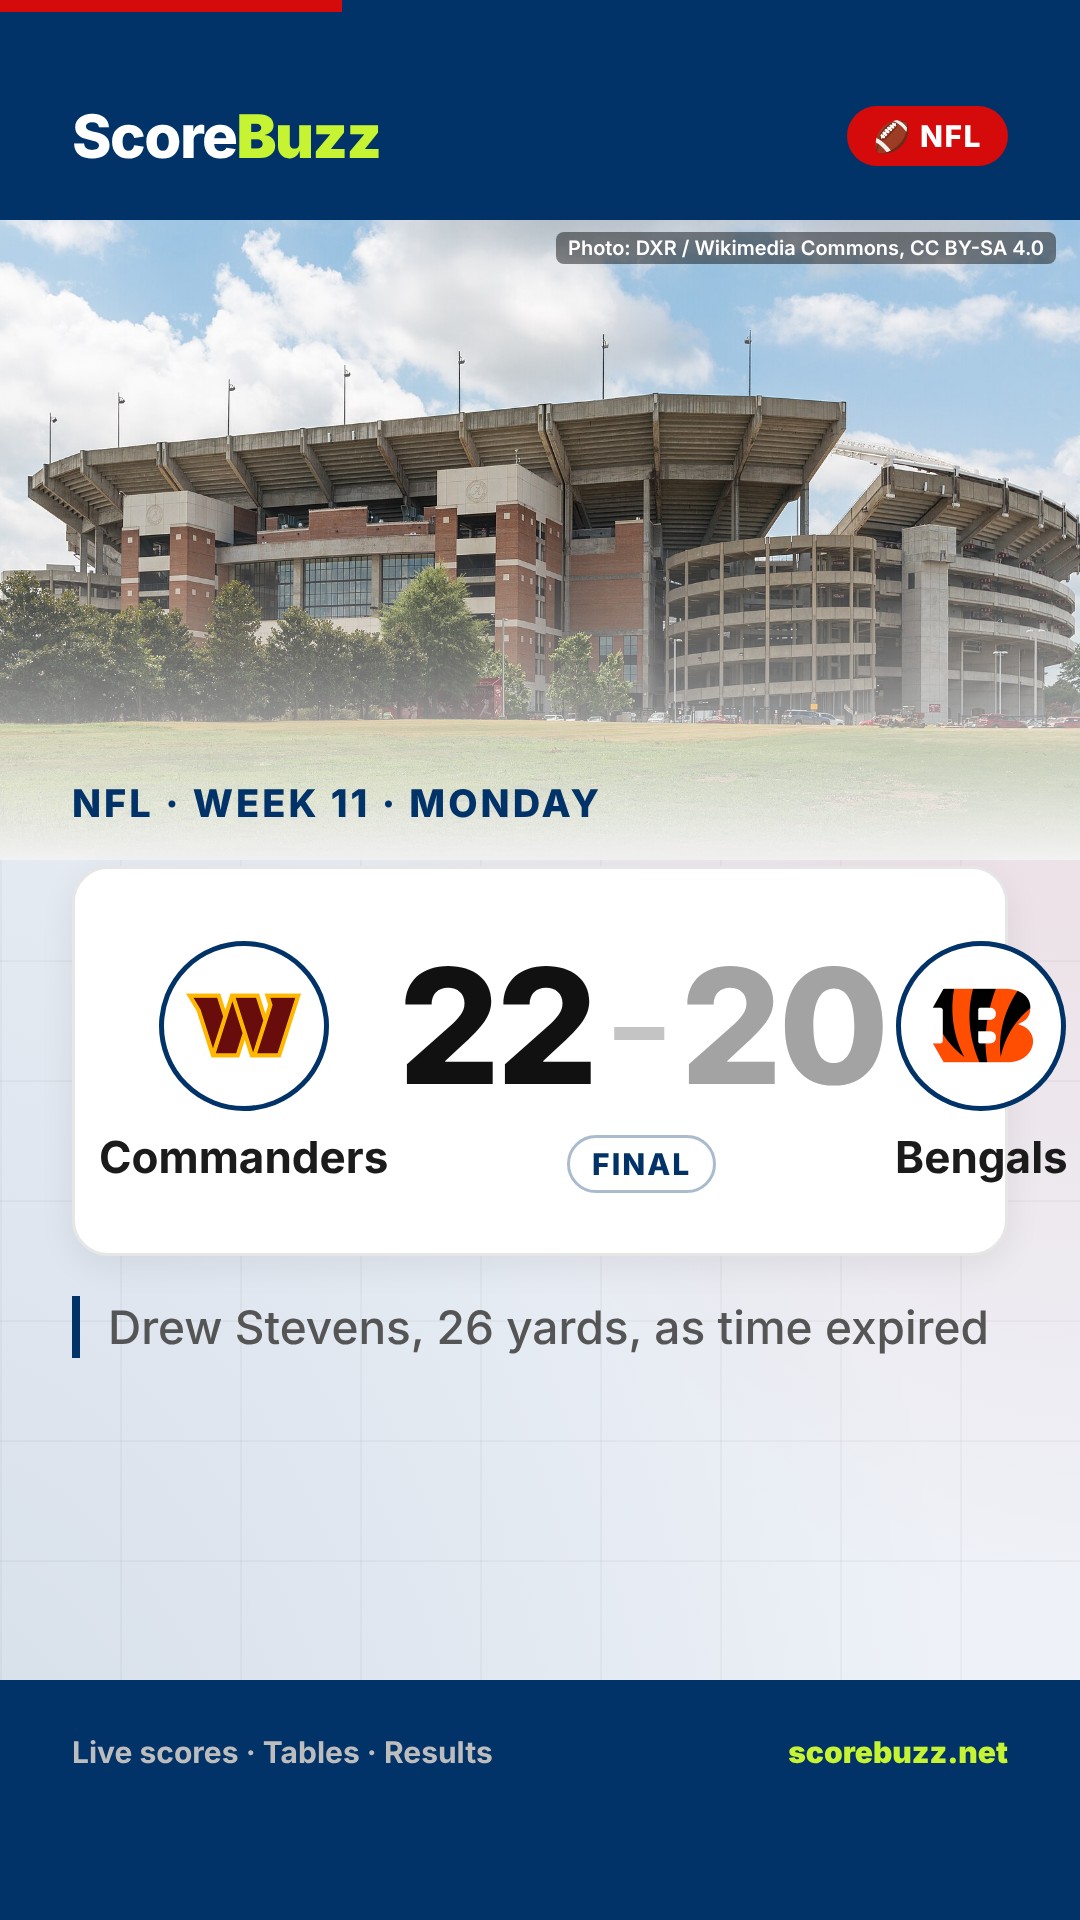 ScoreBuzz
🏈 NFL
Photo: DXR / Wikimedia Commons, CC BY-SA 4.0
NFL · WEEK 11 · MONDAY
W
22 - 20
B
Commanders
FINAL
Bengals
Drew Stevens, 26 yards, as time expired
Live scores · Tables · Results
scorebuzz.net